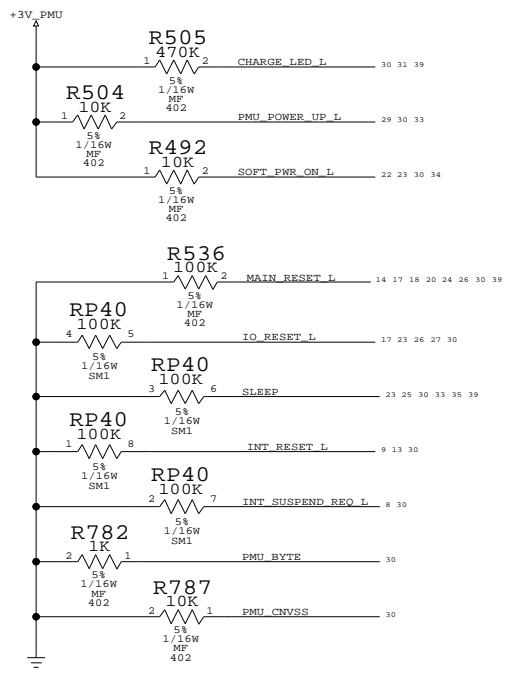 +3V_PMU
R505
470K
1 2 CHARGE_LED_L 30 31 39
5%
1/16W
MF
402
R504
10K
1 2 PMU_POWER_UP_L 29 30 33
5%
1/16W
MF
402
R492
10K
1 2 SOFT_PWR_ON_L 22 23 30 34
5%
1/16W
MF
402
R536
100K
1 2 MAIN_RESET_L 14 17 18 20 24 26 30 39
5%
1/16W
MF
402
RP40
100K
4 5 IO_RESET_L 17 23 26 27 30
5%
1/16W
SM1
RP40
100K
3 6 SLEEP 23 25 30 33 35 39
5%
1/16W
SM1
RP40
100K
1 8 INT_RESET_L 9 13 30
5%
1/16W
SM1
RP40
100K
2 7 INT_SUSPEND_REQ_L 8 30
5%
1/16W
SM1
R782
1K
2 1 PMU_BYTE 30
5%
1/16W
MF
402
R787
10K
2 1 PMU_CNVSS 30
5%
1/16W
MF
402